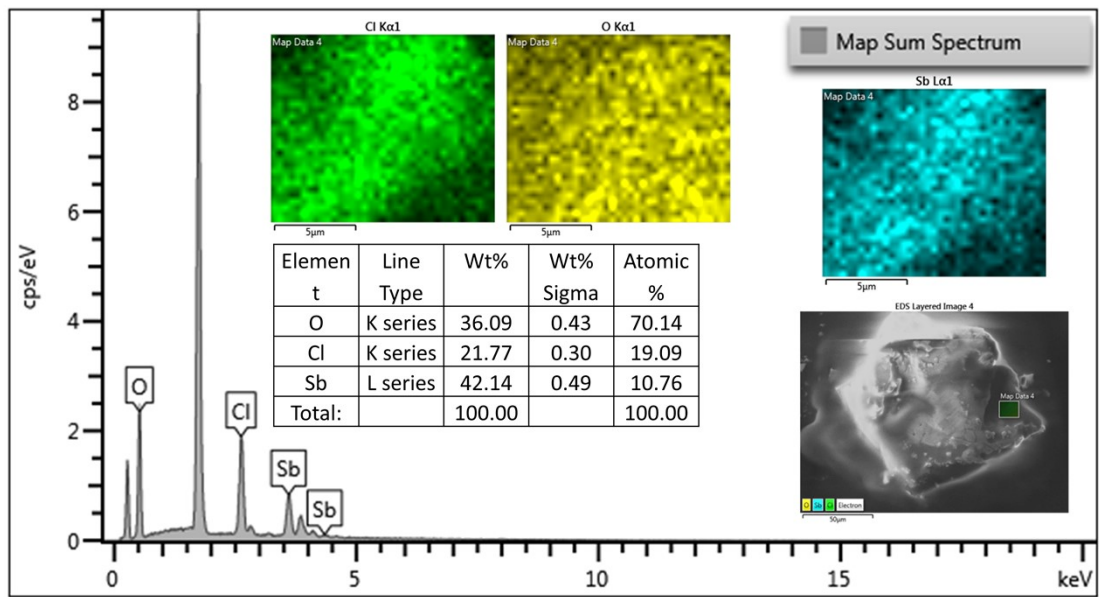 Cl Kα1
Map Data 4
O Kα1
Map Data 4
Map Sum Spectrum
Sb Lα1
Map Data 4
5μm
5μm
5μm
Elemen Line Wt% Wt% Atomic
t Type Sigma %
O K series 36.09 0.43 70.14
Cl K series 21.77 0.30 19.09
Sb L series 42.14 0.49 10.76
Total: 100.00 100.00
EDS Layered Image 4
Map Data 4
O Sb Cl Electron
50μm
cps/eV
8
6
4
2
0
O
Cl
Sb
Sb
0 5 10 15 keV